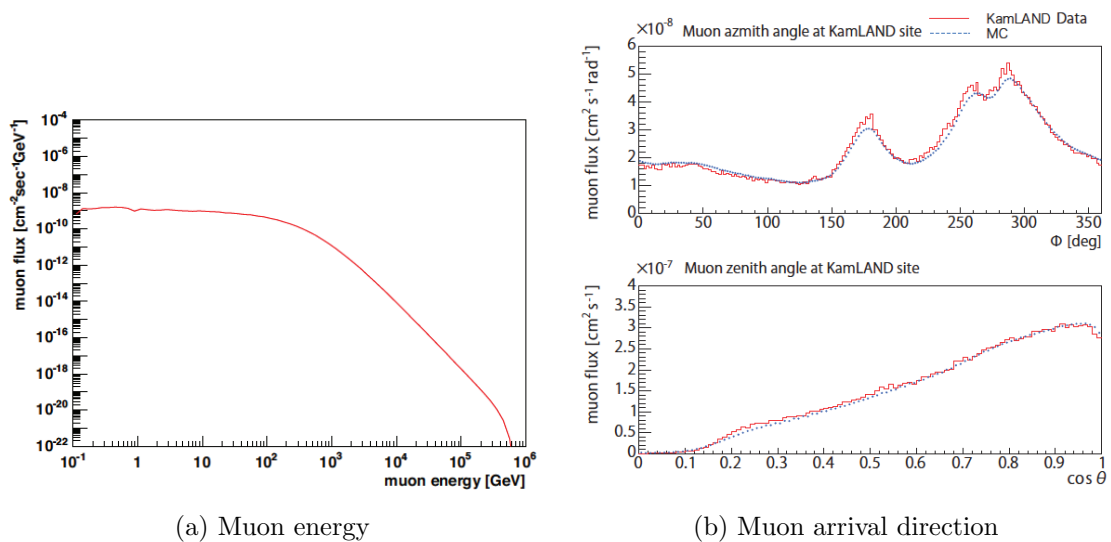 muon flux [cm⁻²sec⁻¹GeV⁻¹]
10⁻⁴
10⁻⁶
10⁻⁸
10⁻¹⁰
10⁻¹²
10⁻¹⁴
10⁻¹⁶
10⁻¹⁸
10⁻²⁰
10⁻²²
10⁻¹ 1 10 10² 10³ 10⁴ 10⁵ 10⁶
muon energy [GeV]
(a) Muon energy
×10⁻⁸ Muon azmith angle at KamLAND site
KamLAND Data
MC
muon flux [cm² s⁻¹ rad⁻¹]
6
5
4
3
2
1
0
0 50 100 150 200 250 300 350
Φ [deg]
×10⁻⁷ Muon zenith angle at KamLAND site
muon flux [cm² s⁻¹]
4
3.5
3
2.5
2
1.5
1
0.5
0
0 0.1 0.2 0.3 0.4 0.5 0.6 0.7 0.8 0.9 1
cos θ
(b) Muon arrival direction